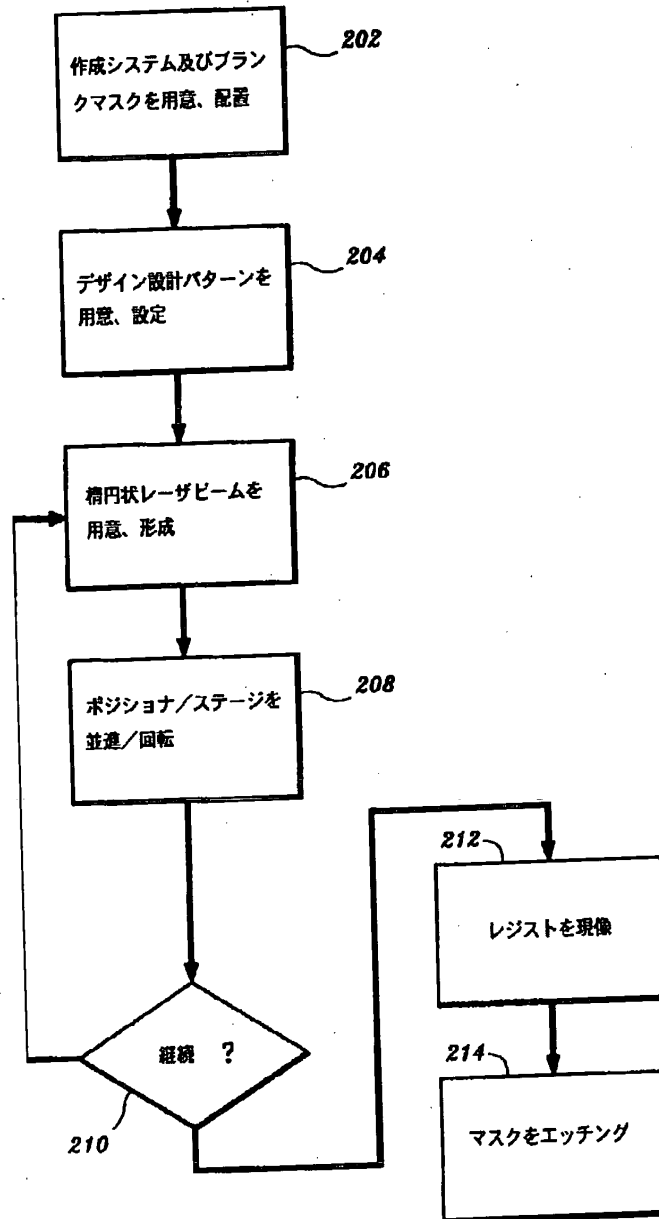 202
作成システム及びブラン
クマスクを用意、配置
204
デザイン設計パターンを
用意、設定
206
楕円状レーザビームを
用意、形成
208
ポジショナ／ステージを
並進／回転
継続 ?
210
212
レジストを現像
214
マスクをエッチング